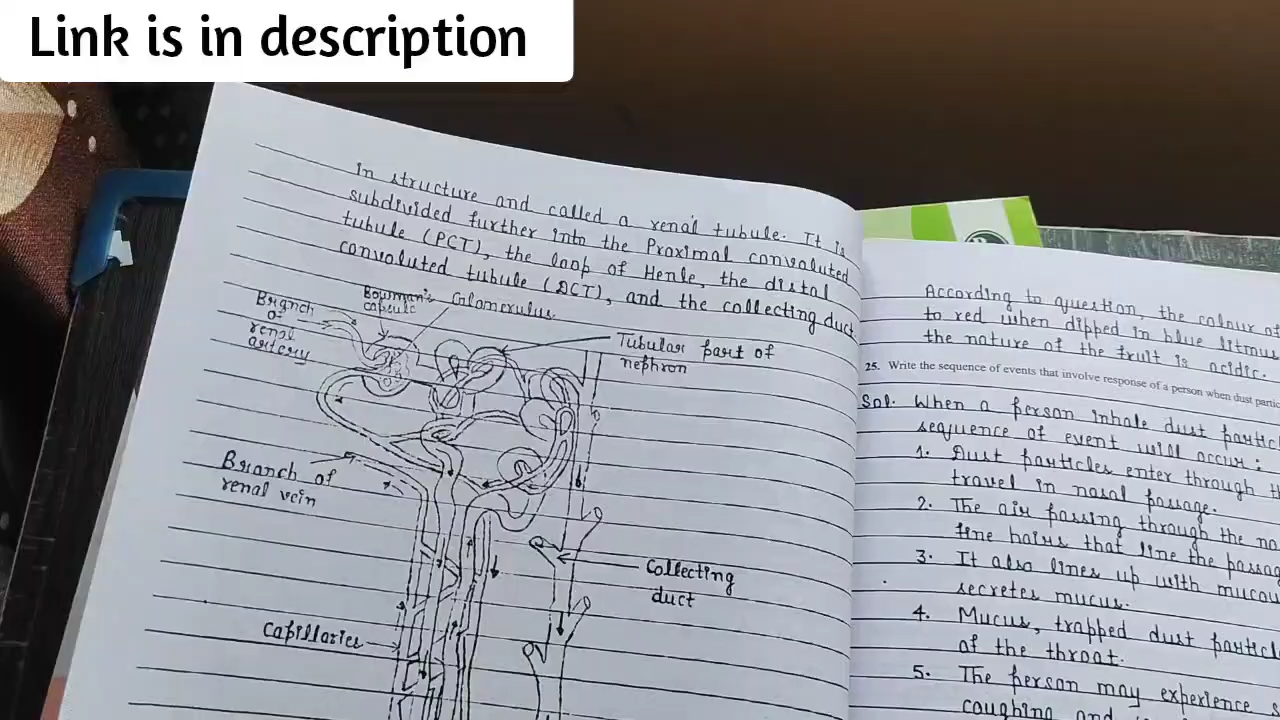 Link is in description
In structure and called a renal tubule. It is
subdivided further into the Proximal convoluted
tubule (PCT), the loop of Henle, the distal
convoluted tubule (DCT), and the collecting duct
Branch
of
renal
artery
Bowman's
capsule
Glomerulus
Tubular part of
nephron
Branch of
renal vein
Collecting
duct
Capillaries
According to question, the colour of
to red when dipped in blue litmus
the nature of the fruit is acidic.
25. Write the sequence of events that involve response of a person when dust partic
Sol. When a person inhale dust particl
sequence of event will occur:
1. Dust particles enter through th
travel in nasal passage.
2. The air passing through the na
fine hairs that line the passag
3. It also lines up with mucou
secretes mucus.
4. Mucus, trapped dust particl
of the throat.
5. The person may experience s
coughing and